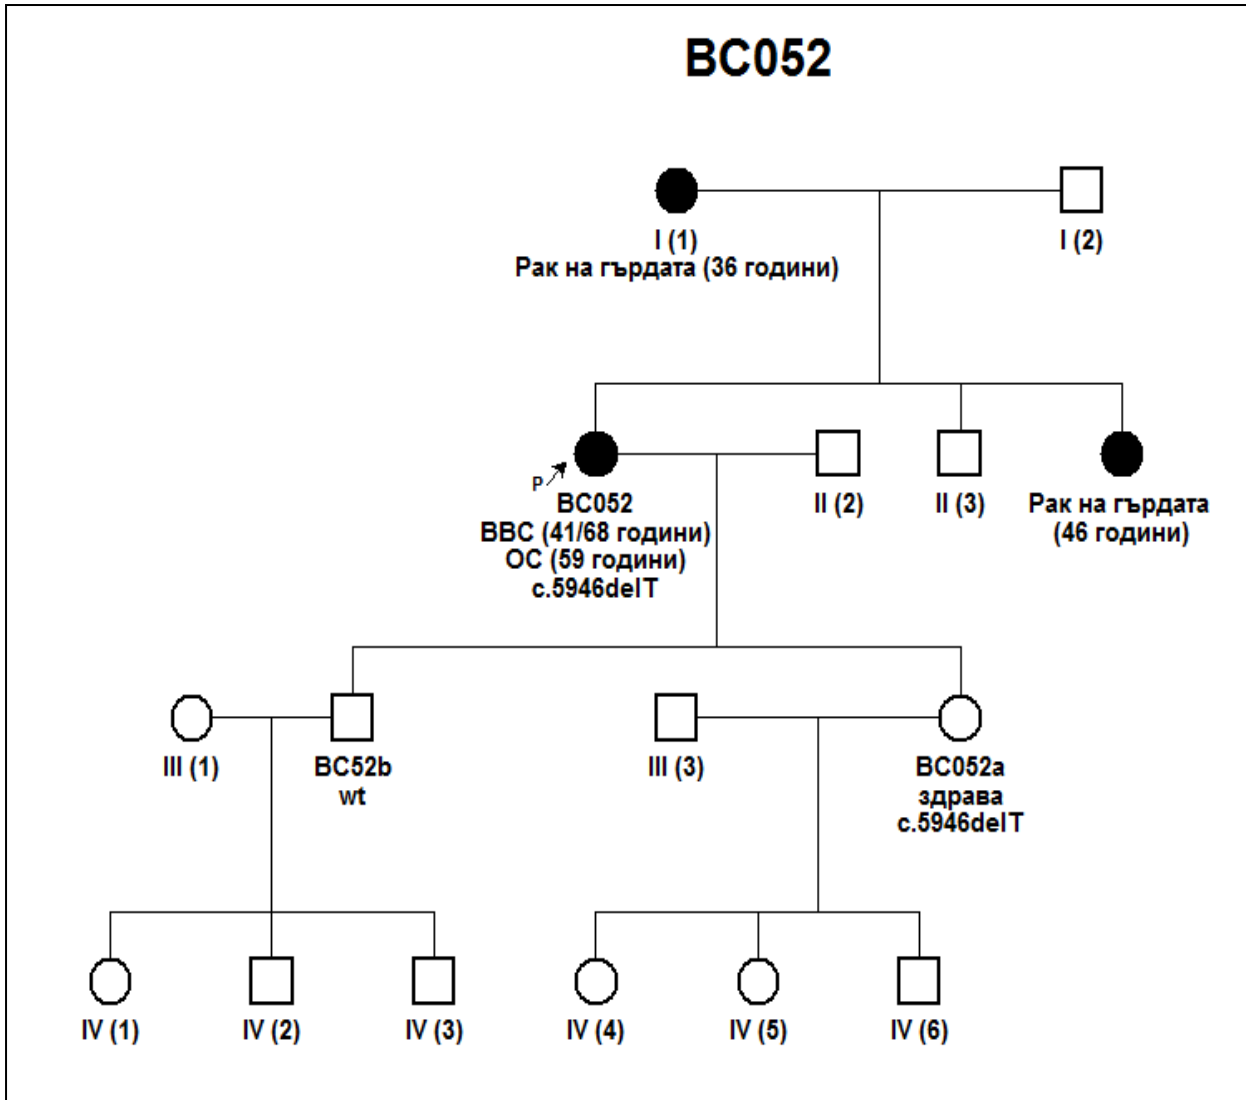 BC052
I (1)
Рак на гърдата (36 години)
I (2)
P
BC052
BBC (41/68 години)
OC (59 години)
c.5946delT
II (2)
II (3)
Рак на гърдата
(46 години)
III (1)
BC52b
wt
III (3)
BC052a
здрава
c.5946delT
IV (1)
IV (2)
IV (3)
IV (4)
IV (5)
IV (6)